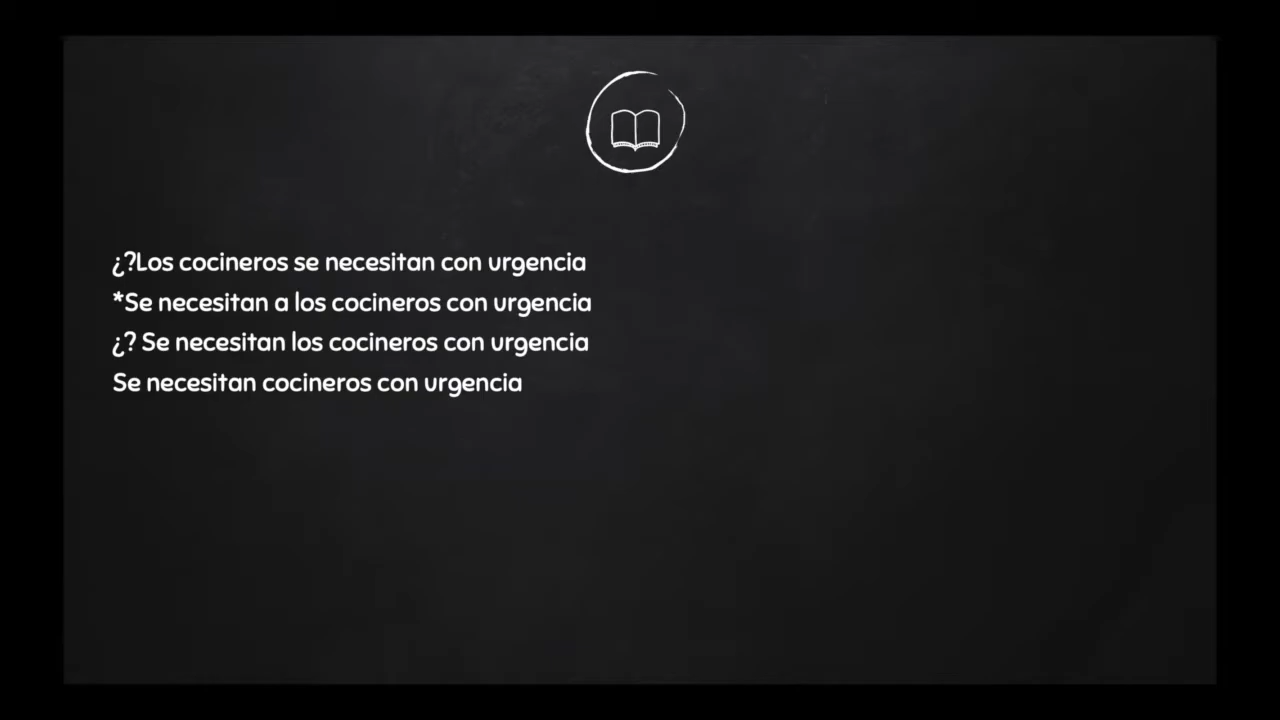 ¿?Los cocineros se necesitan con urgencia
*Se necesitan a los cocineros con urgencia
¿? Se necesitan los cocineros con urgencia
Se necesitan cocineros con urgencia